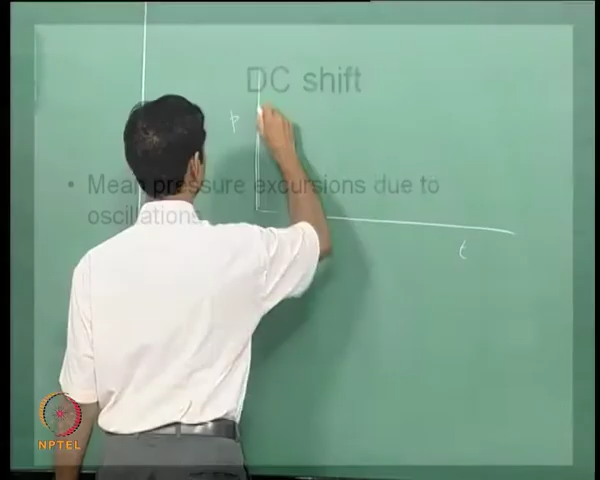 DC shift
p
• Mean pressure excursions due to
oscillations
t
NPTEL